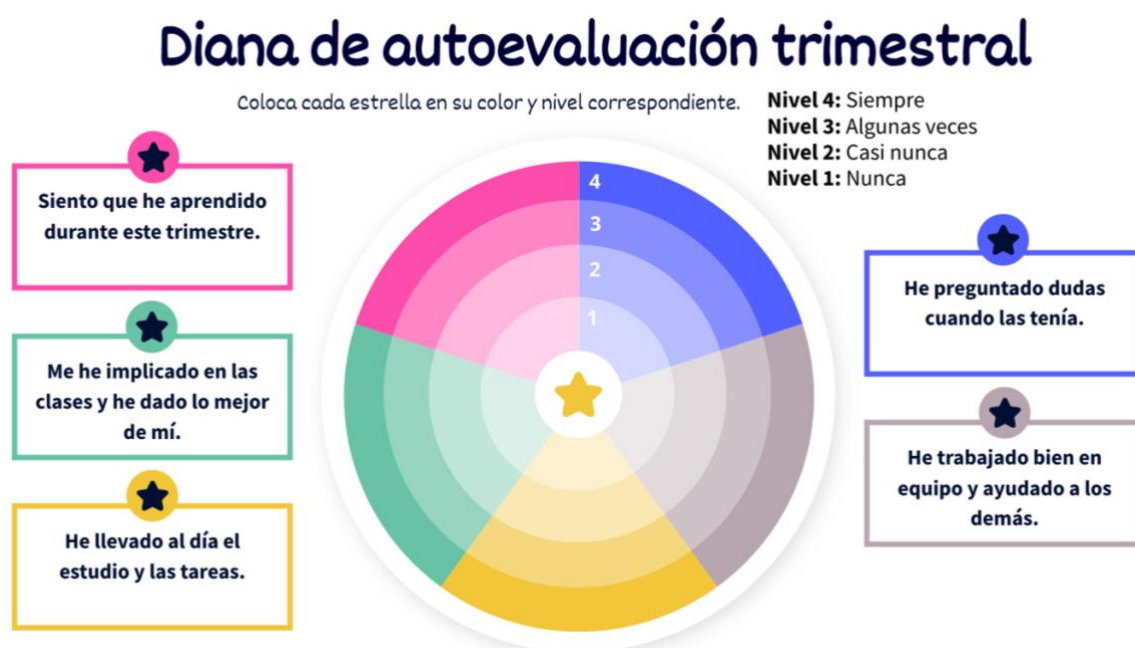 Diana de autoevaluación trimestral
Coloca cada estrella en su color y nivel correspondiente.
Nivel 4: Siempre
Nivel 3: Algunas veces
Nivel 2: Casi nunca
Nivel 1: Nunca
Siento que he aprendido
durante este trimestre.
Me he implicado en las
clases y he dado lo mejor
de mí.
He llevado al día el
estudio y las tareas.
4
3
2
1
He preguntado dudas
cuando las tenía.
He trabajado bien en
equipo y ayudado a los
demás.